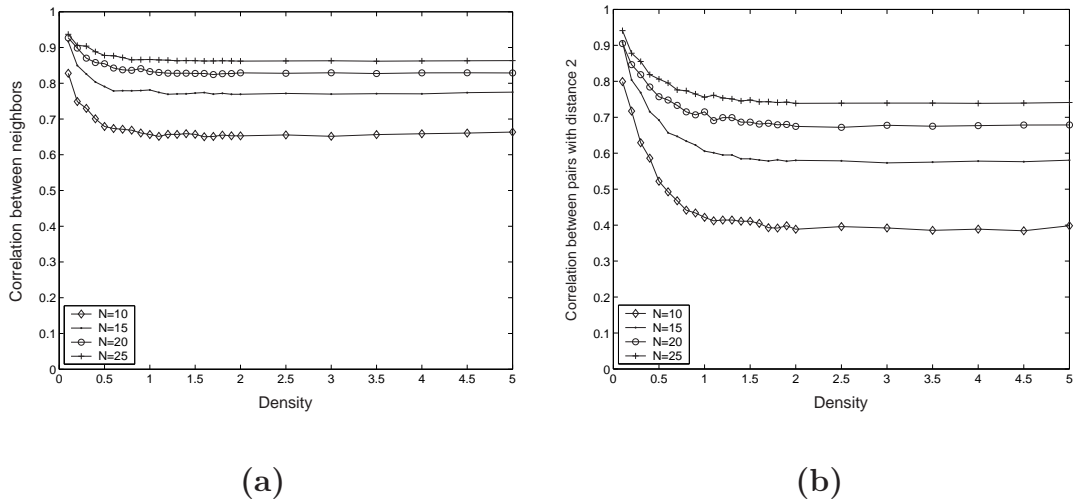 1
0.9
0.8
0.7
0.6
0.5
0.4
0.3
0.2
0.1
0
Correlation between neighbors
N=10
N=15
N=20
N=25
0 0.5 1 1.5 2 2.5 3 3.5 4 4.5 5
Density
(a)
1
0.9
0.8
0.7
0.6
0.5
0.4
0.3
0.2
0.1
0
Correlation between pairs with distance 2
N=10
N=15
N=20
N=25
0 0.5 1 1.5 2 2.5 3 3.5 4 4.5 5
Density
(b)